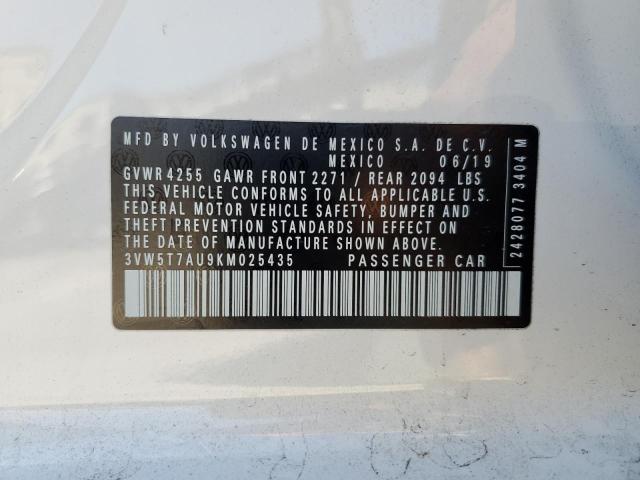 MFD BY VOLKSWAGEN DE MEXICO S.A. DE C.V.
MEXICO 06/19
GVWR 4255 GAWR FRONT 2271 / REAR 2094 LBS
THIS VEHICLE CONFORMS TO ALL APPLICABLE U.S.
FEDERAL MOTOR VEHICLE SAFETY, BUMPER AND
THEFT PREVENTION STANDARDS IN EFFECT ON
THE DATE OF MANUFACTURE SHOWN ABOVE.
3VW5T7AU9KM025435 PASSENGER CAR
2428077 3404 M